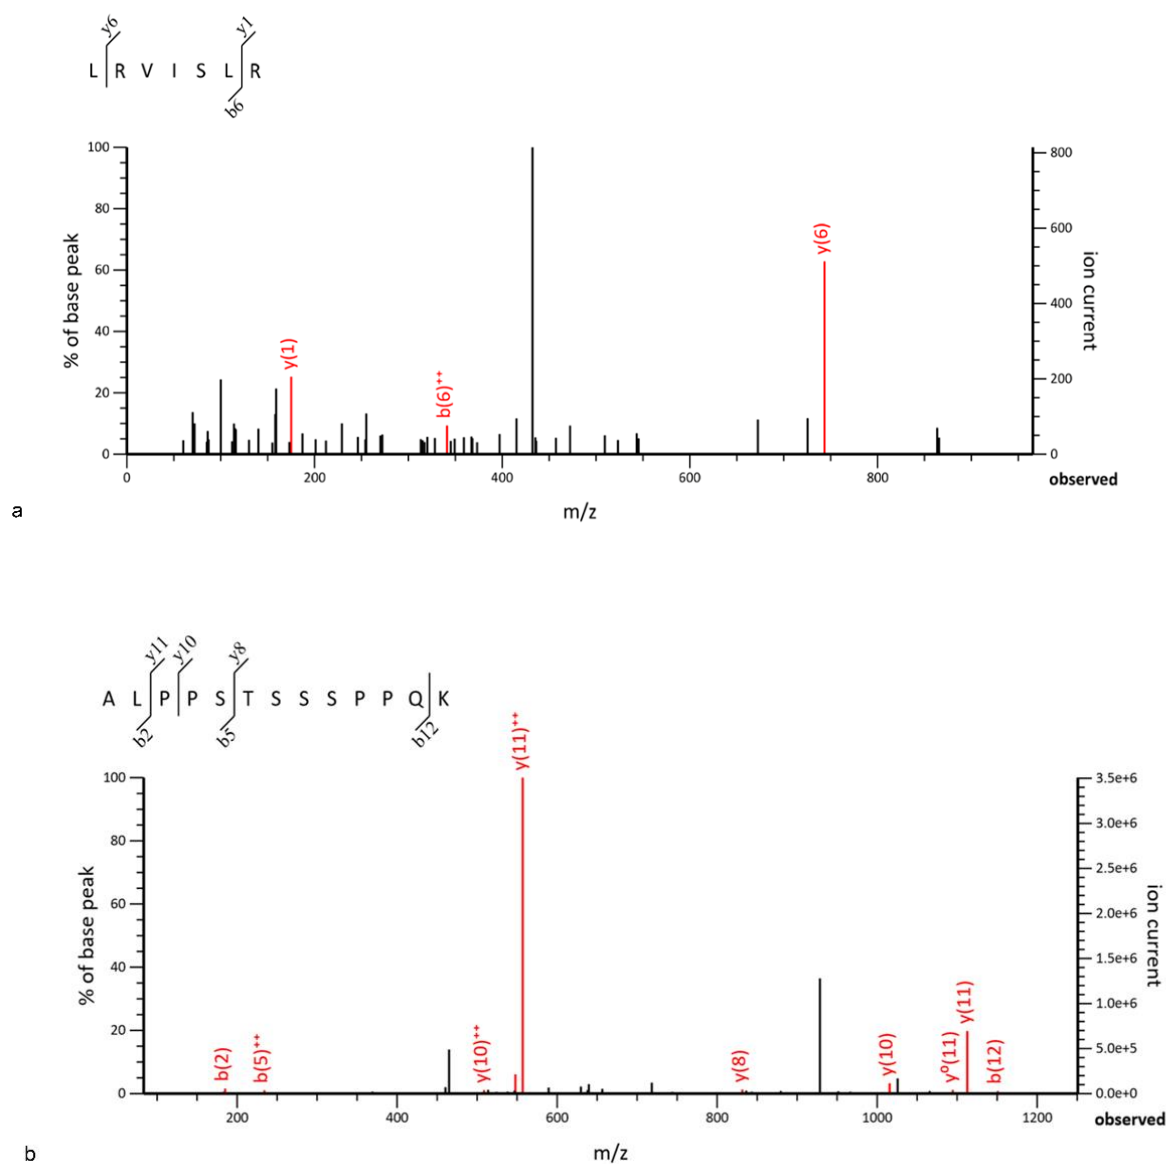 y6 y1
L R V I S L R
b6
100
80
60
40
20
0
% of base peak
y(1)
b(6)++
y(6)
800
600
400
200
0
ion current
0 200 400 600 800 observed
m/z
a
y11 y10 y8
A L P P S T S S S P P Q K
b2 b5 b12
100
80
60
40
20
0
% of base peak
b(2)
b(5)++
y(10)++
y(11)++
y(8)
y(10)
y⁰(11)
y(11)
b(12)
3.5e+6
3.0e+6
2.5e+6
2.0e+6
1.5e+6
1.0e+6
5.0e+5
0.0e+0
ion current
200 400 600 800 1000 1200 observed
m/z
b